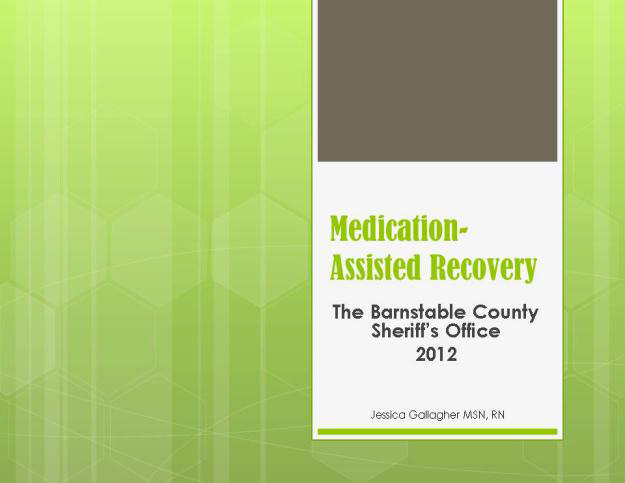 Medication-
Assisted Recovery
The Barnstable County
Sheriff's Office
2012
Jessica Gallagher MSN, RN